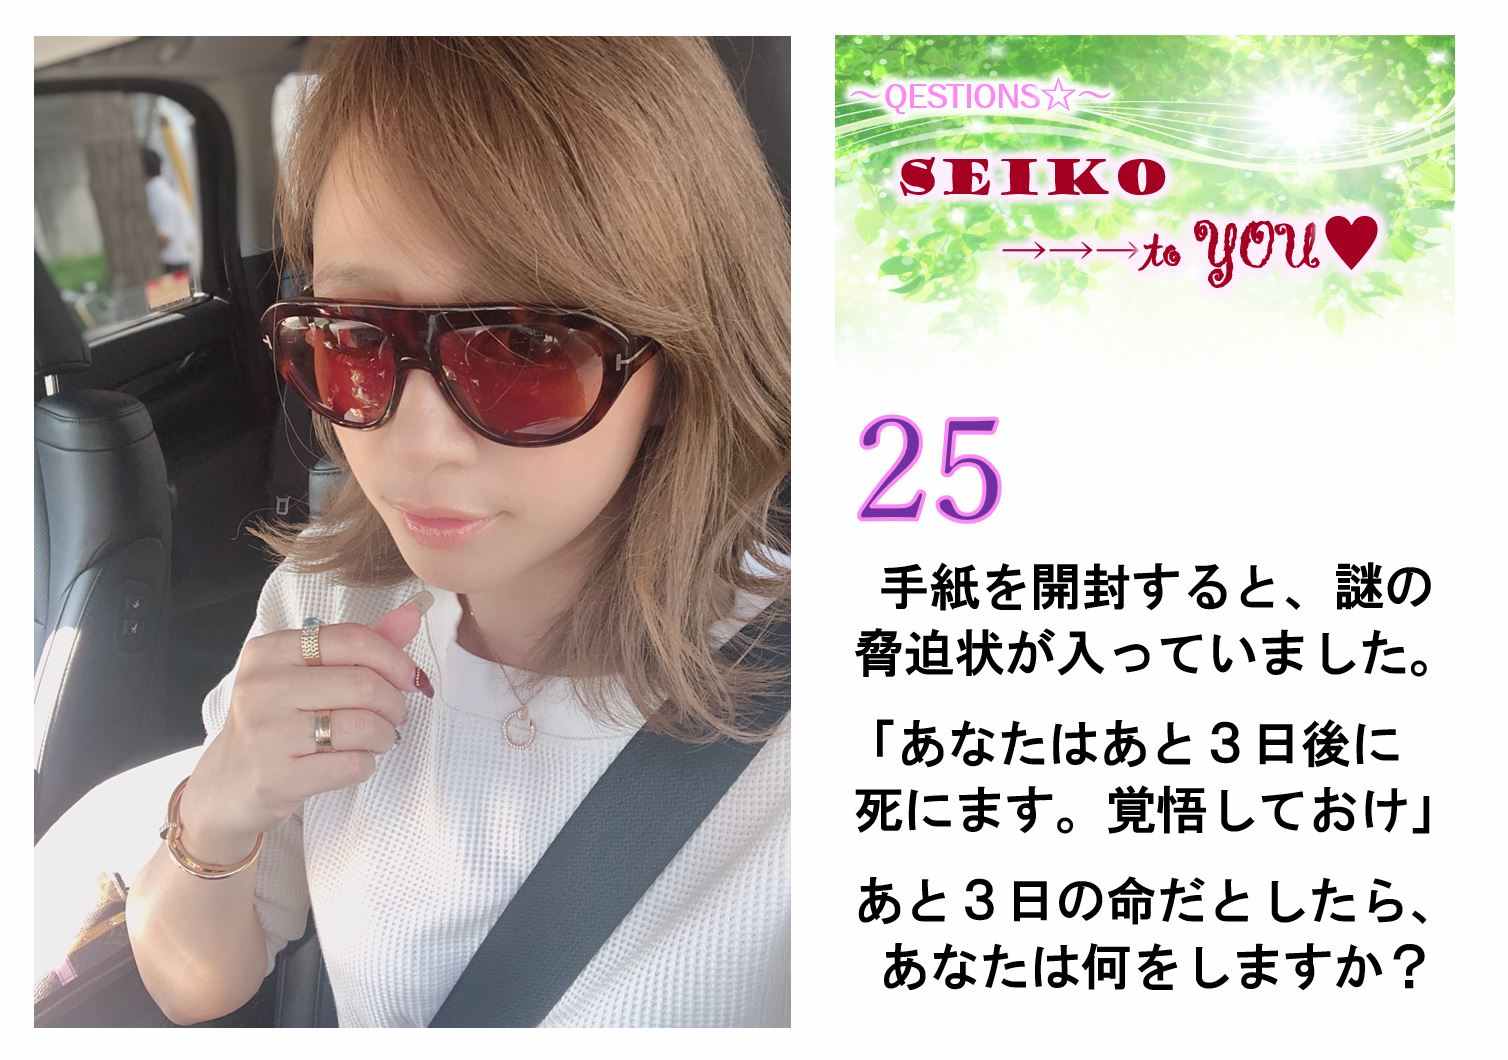 ～QESTIONS☆～
SEIKO
→→→to YOU♥
25
手紙を開封すると、謎の
脅迫状が入っていました。
「あなたはあと３日後に
死にます。覚悟しておけ」
あと３日の命だとしたら、
あなたは何をしますか？